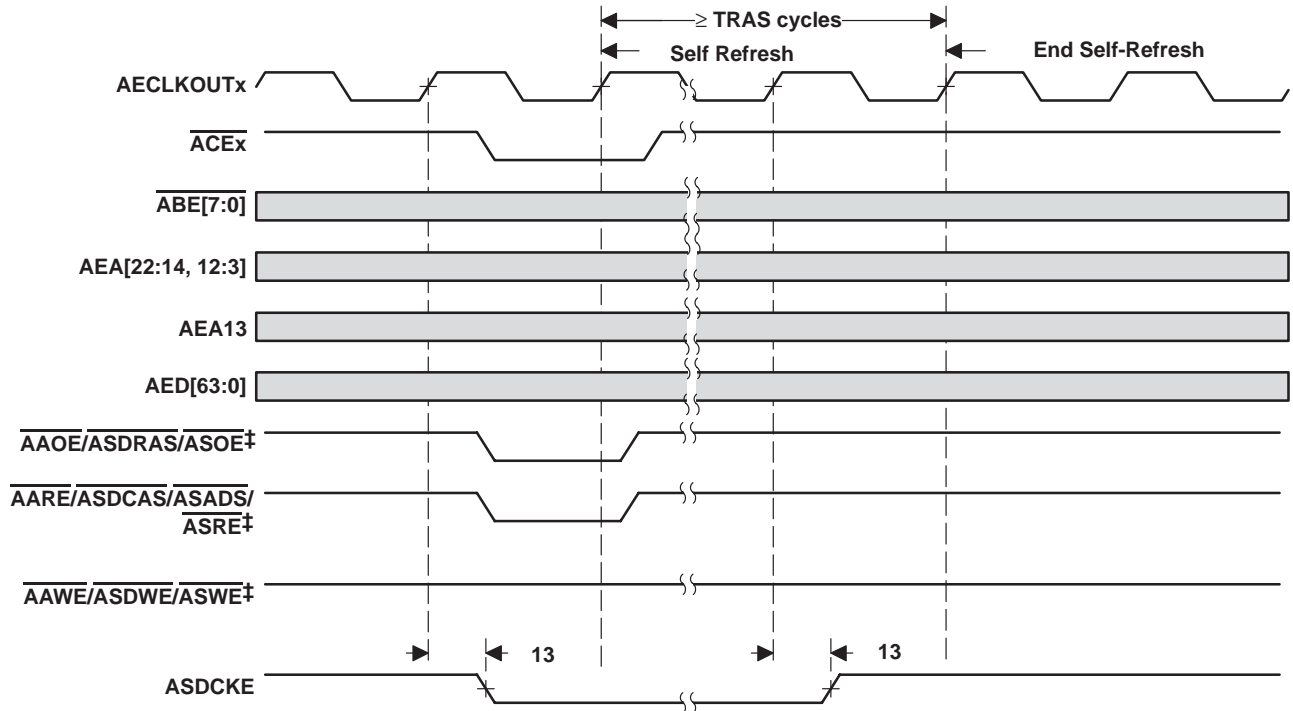 ≥ TRAS cycles
Self Refresh
End Self-Refresh
AECLKOUTx
ACEx
ABE[7:0]
AEA[22:14, 12:3]
AEA13
AED[63:0]
AAOE/ASDRAS/ASOE‡
AARE/ASDCAS/ASADS/
ASRE‡
AAWE/ASDWE/ASWE‡
13
13
ASDCKE